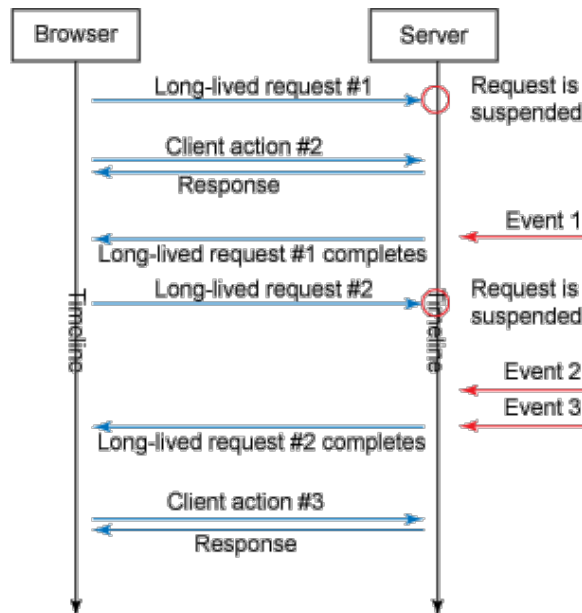 Browser
Server
Long-lived request #1
Request is
suspended
Client action #2
Response
Event 1
Long-lived request #1 completes
Long-lived request #2
Request is
suspended
Timeline
Timeline
Event 2
Event 3
Long-lived request #2 completes
Client action #3
Response